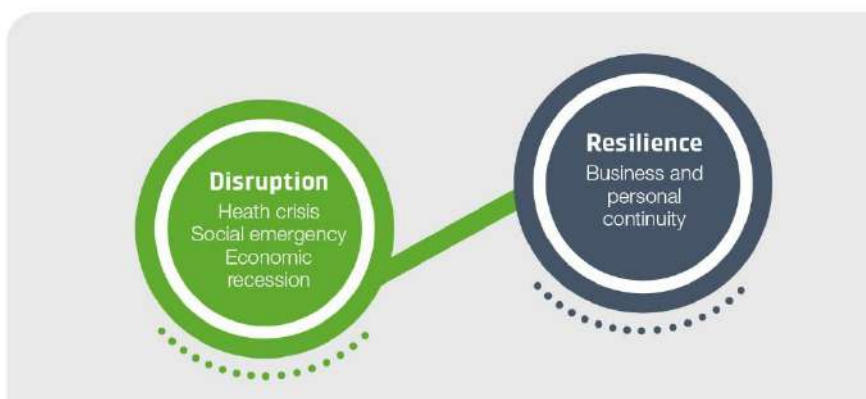 Disruption
Heath crisis
Social emergency
Economic
recession
Resilience
Business and
personal
continuity